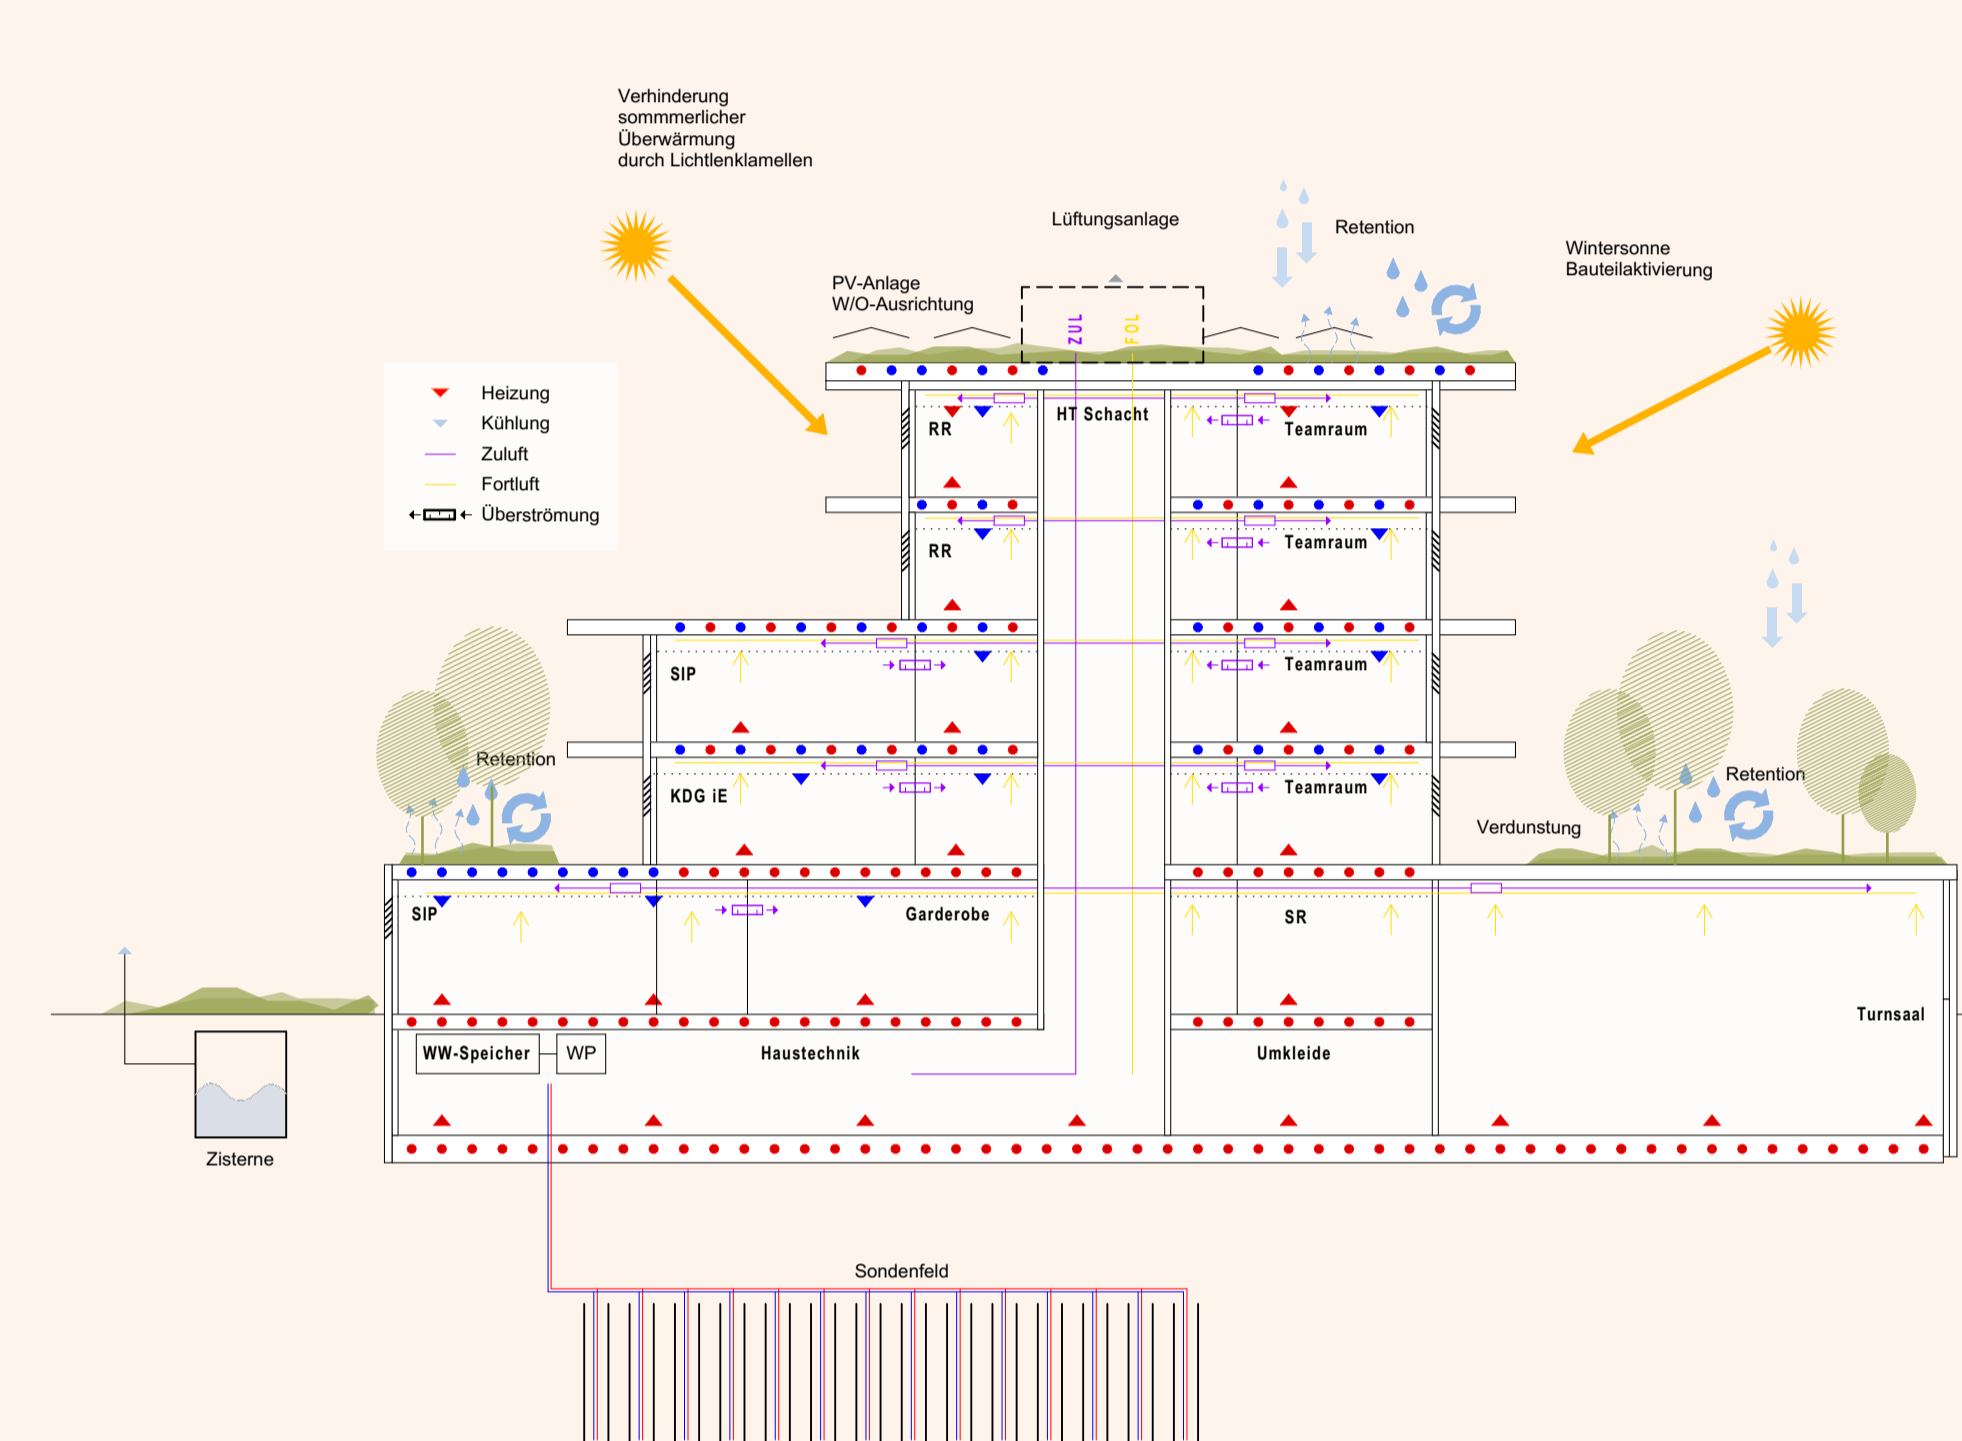 Verhinderung
sommmerlicher
Überwärmung
durch Lichtlenklamellen
Lüftungsanlage
Retention
Wintersonne
Bauteilaktivierung
PV-Anlage
W/O-Ausrichtung
ZUL
FOL
Heizung
Kühlung
Zuluft
Fortluft
Überströmung
RR
HT Schacht
Teamraum
RR
Teamraum
SIP
Teamraum
Retention
KDG iE
Teamraum
Retention
Verdunstung
SIP
Garderobe
SR
Turnsaal
WW-Speicher
WP
Haustechnik
Umkleide
Zisterne
Sondenfeld